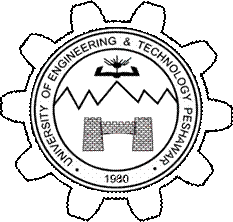 UNIVERSITY OF ENGINEERING & TECHNOLOGY PESHAWAR
1980